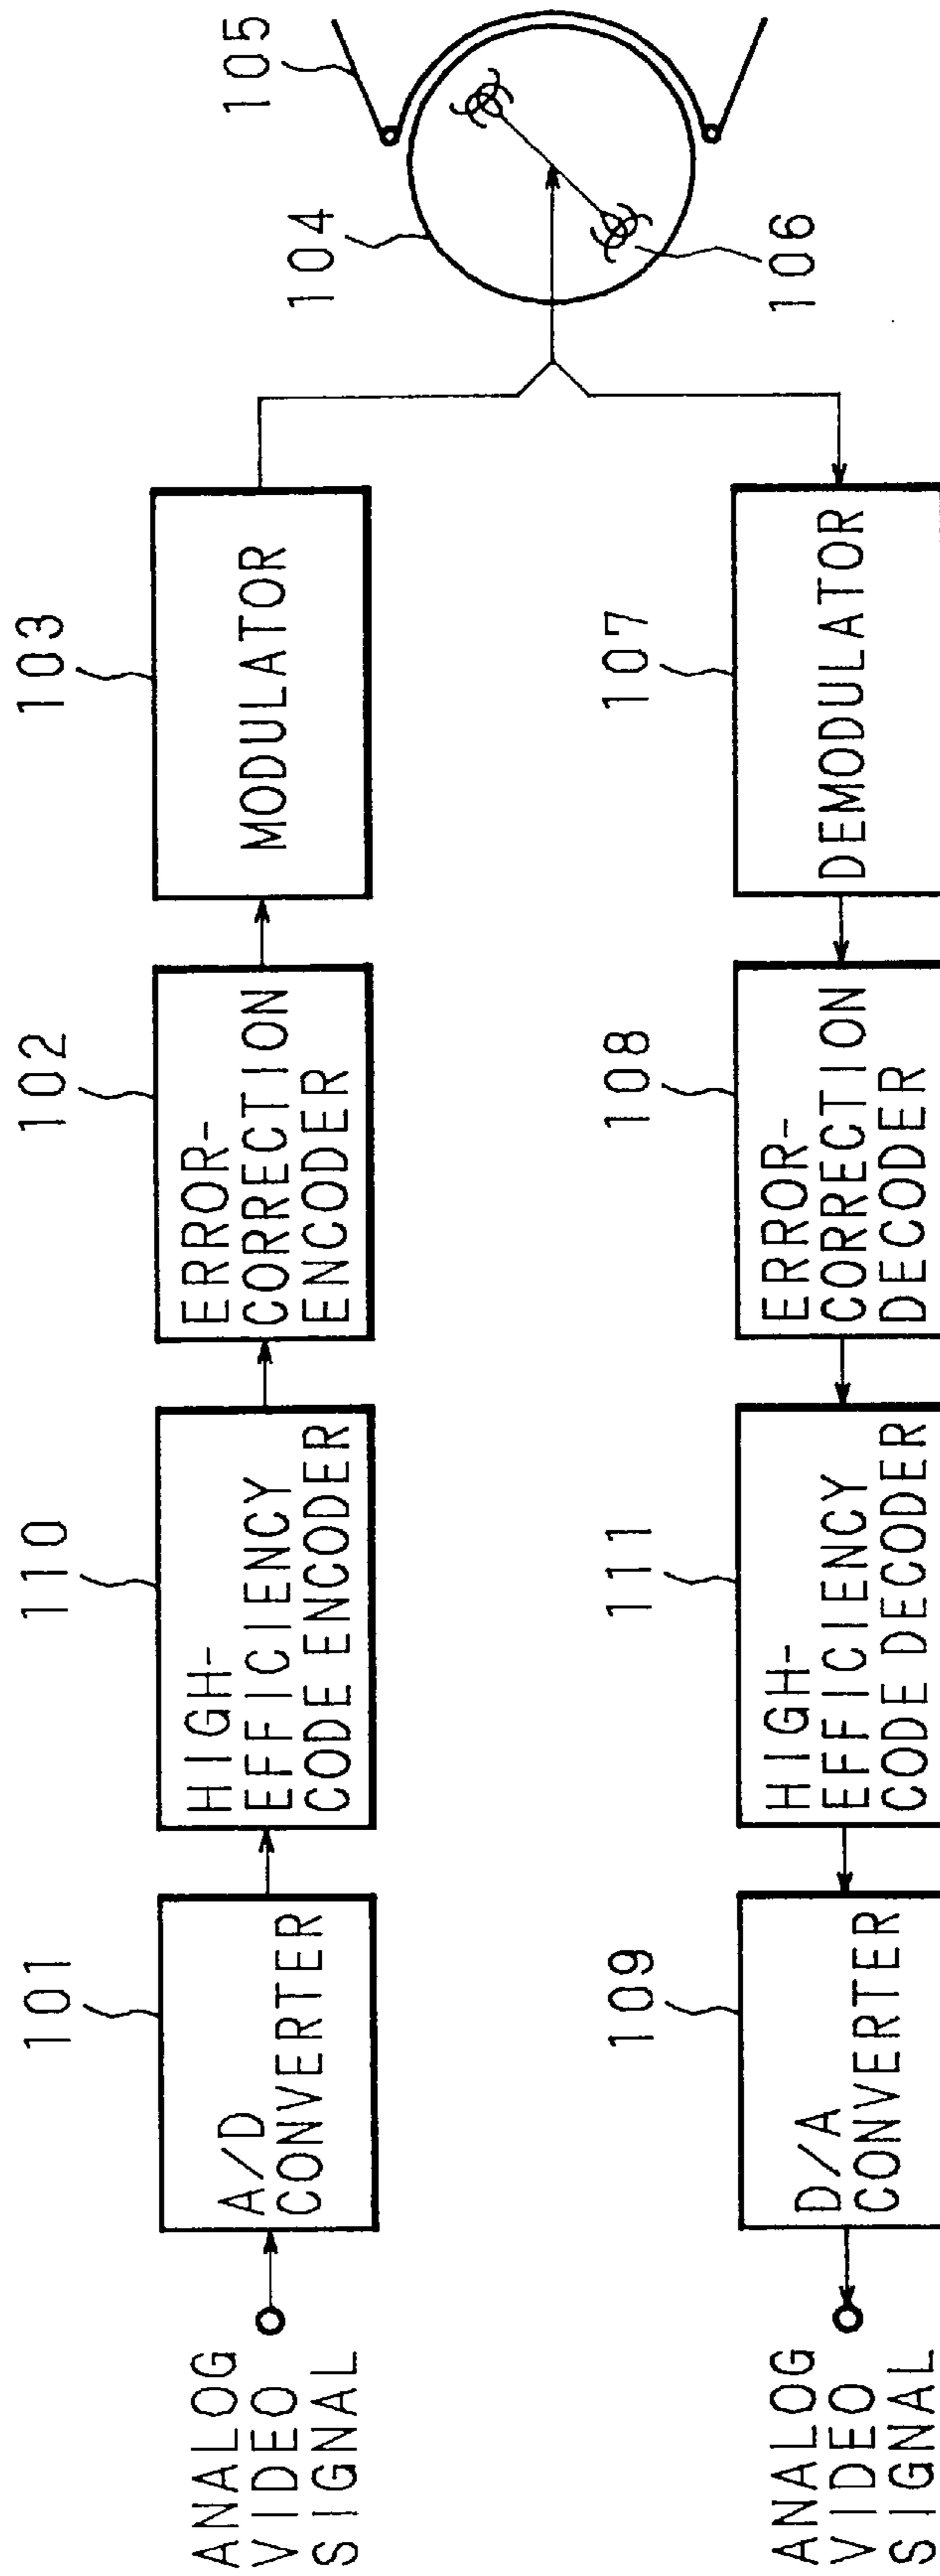 101
110
102
103
104
105
ANALOG
VIDEO
SIGNAL
A/D
CONVERTER
HIGH-
EFFICIENCY
CODE ENCODER
ERROR-
CORRECTION
ENCODER
MODULATOR
106
109
111
108
107
ANALOG
VIDEO
SIGNAL
D/A
CONVERTER
HIGH-
EFFICIENCY
CODE DECODER
ERROR-
CORRECTION
DECODER
DEMODULATOR